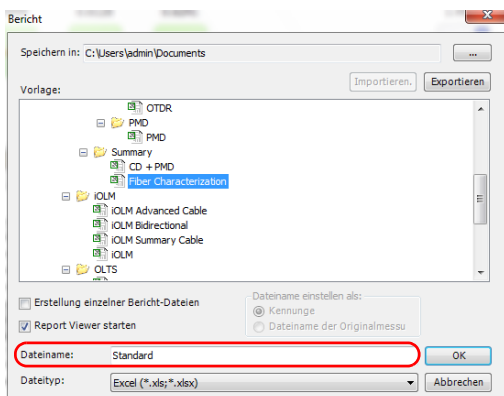 Bericht
Speichern in: C:\Users\admin\Documents
...
Importieren. Exportieren
Vorlage:
OTDR
PMD
PMD
Summary
CD + PMD
Fiber Characterization
iOLM
iOLM Advanced Cable
iOLM Bidirectional
iOLM Summary Cable
iOLM
OLTS
Erstellung einzelner Bericht-Dateien
Dateiname einstellen als:
Kennunge
Report Viewer starten
Dateiname der Originalmessu
Dateiname: Standard
OK
Dateityp: Excel (*.xls;*.xlsx)
Abbrechen